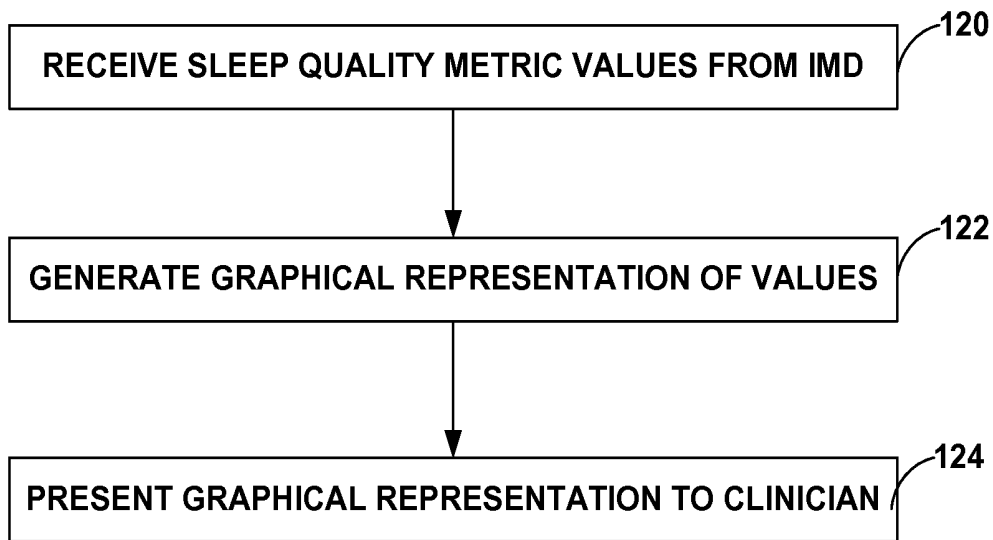 120
RECEIVE SLEEP QUALITY METRIC VALUES FROM IMD
122
GENERATE GRAPHICAL REPRESENTATION OF VALUES
124
PRESENT GRAPHICAL REPRESENTATION TO CLINICIAN